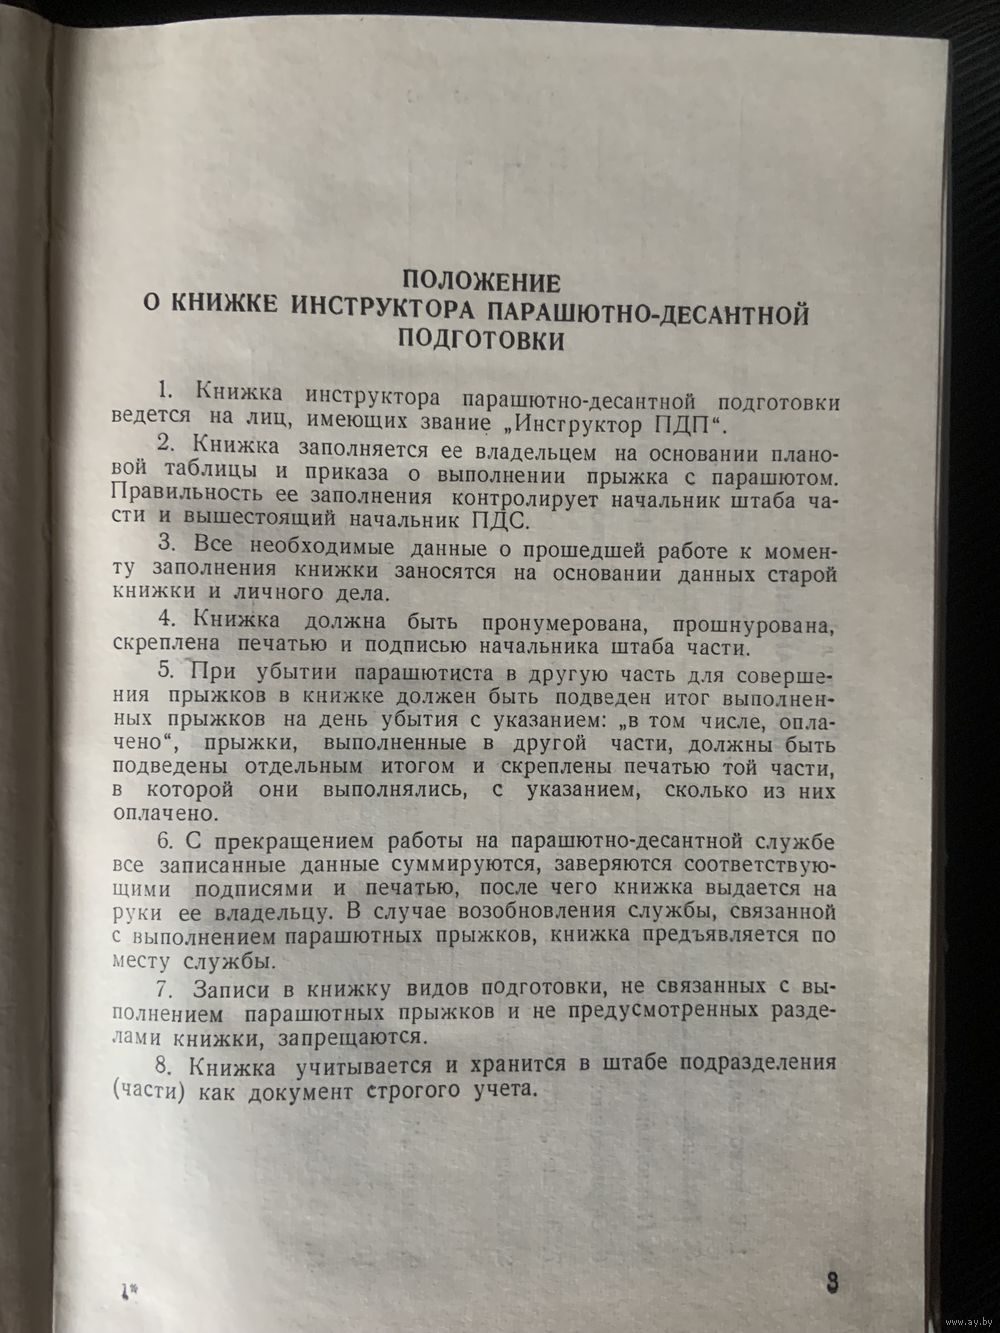 ПОЛОЖЕНИЕ
О КНИЖКЕ ИНСТРУКТОРА ПАРАШЮТНО-ДЕСАНТНОЙ
ПОДГОТОВКИ
1. Книжка инструктора парашютно-десантной подготовки
ведется на лиц, имеющих звание „Инструктор ПДП“.
2. Книжка заполняется ее владельцем на основании плано-
вой таблицы и приказа о выполнении прыжка с парашютом.
Правильность ее заполнения контролирует начальник штаба ча-
сти и вышестоящий начальник ПДС.
3. Все необходимые данные о прошедшей работе к момен-
ту заполнения книжки заносятся на основании данных старой
книжки и личного дела.
4. Книжка должна быть пронумерована, прошнурована,
скреплена печатью и подписью начальника штаба части.
5. При убытии парашютиста в другую часть для соверше-
ния прыжков в книжке должен быть подведен итог выполнен-
ных прыжков на день убытия с указанием: „в том числе, опла-
чено“, прыжки, выполненные в другой части, должны быть
подведены отдельным итогом и скреплены печатью той части,
в которой они выполнялись, с указанием, сколько из них
оплачено.
6. С прекращением работы на парашютно-десантной службе
все записанные данные суммируются, заверяются соответствую-
щими подписями и печатью, после чего книжка выдается на
руки ее владельцу. В случае возобновления службы, связанной
с выполнением парашютных прыжков, книжка предъявляется по
месту службы.
7. Записи в книжку видов подготовки, не связанных с вы-
полнением парашютных прыжков и не предусмотренных разде-
лами книжки, запрещаются.
8. Книжка учитывается и хранится в штабе подразделения
(части) как документ строгого учета.
1*
3
www.ay.by